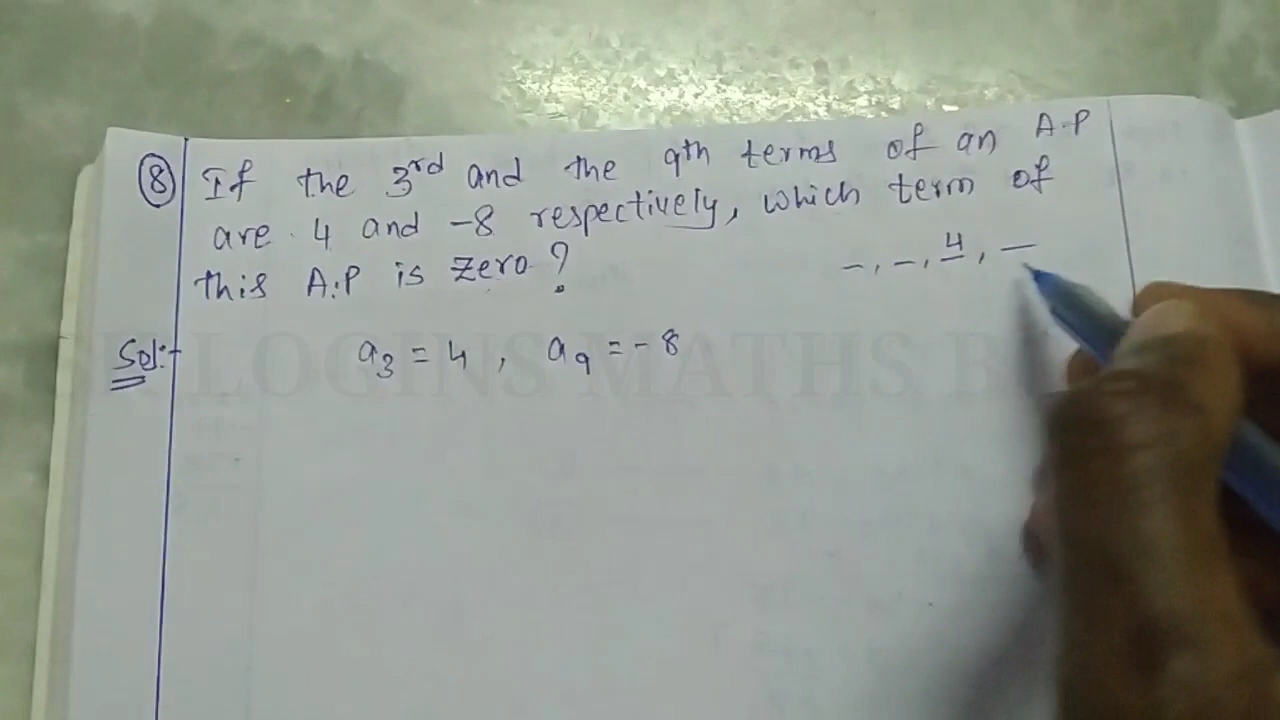 8 If the 3rd and the 9th terms of an A.P
are 4 and -8 respectively, which term of
this A.P is zero?
_, _, 4, _
Sol:- a3 = 4, a9 = -8
LOGINS MATHS